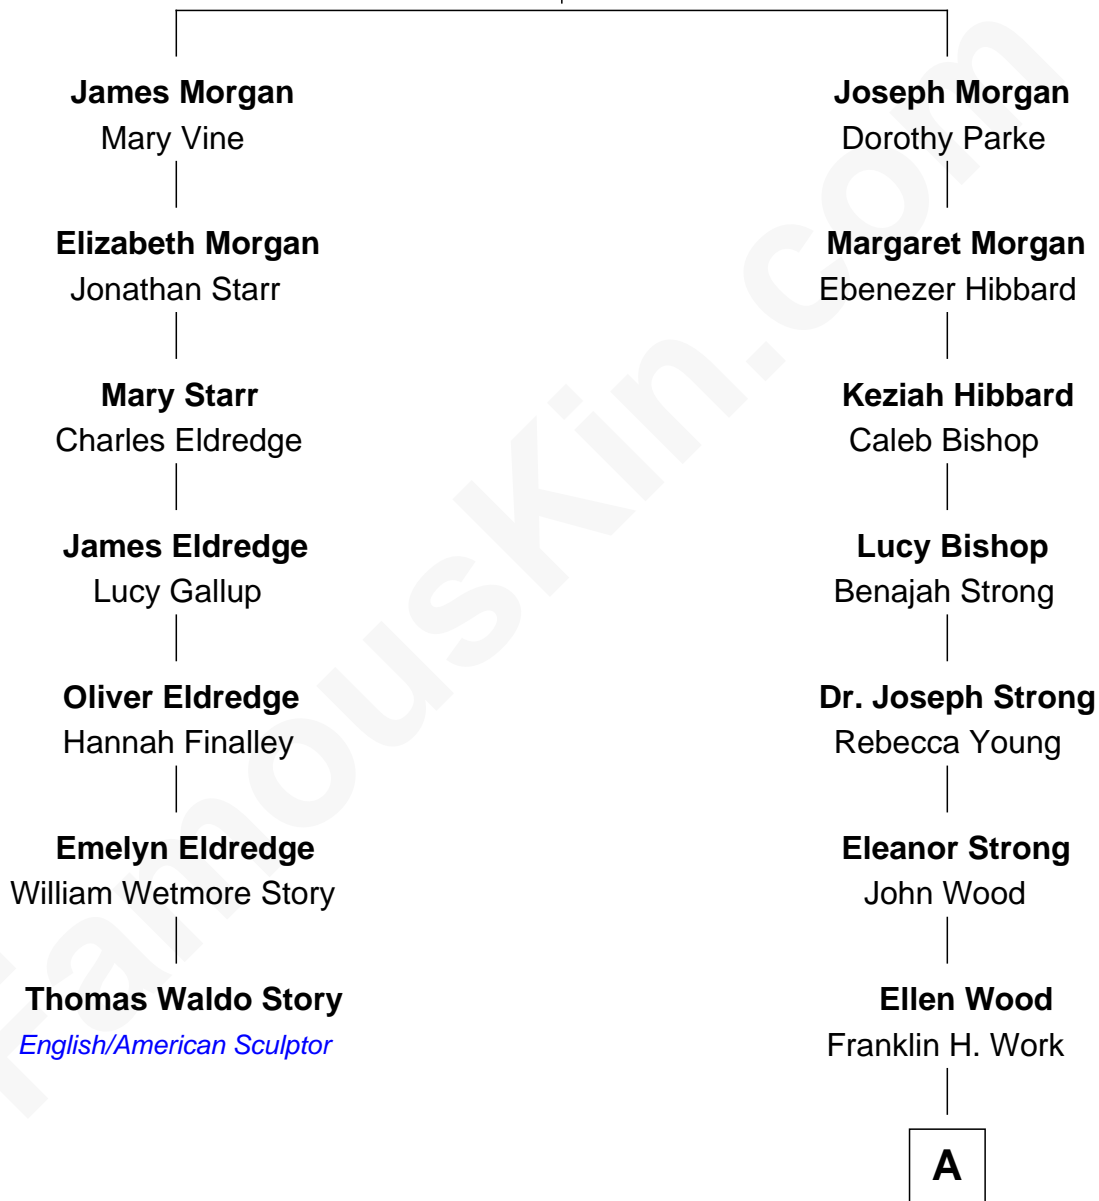 James Morgan
Mary Vine
Elizabeth Morgan
Jonathan Starr
Mary Starr
Charles Eldredge
James Eldredge
Lucy Gallup
Oliver Eldredge
Hannah Finalley
Emelyn Eldredge
William Wetmore Story
Thomas Waldo Story
English/American Sculptor
Joseph Morgan
Dorothy Parke
Margaret Morgan
Ebenezer Hibbard
Keziah Hibbard
Caleb Bishop
Lucy Bishop
Benajah Strong
Dr. Joseph Strong
Rebecca Young
Eleanor Strong
John Wood
Ellen Wood
Franklin H. Work
A
FamousKin.com